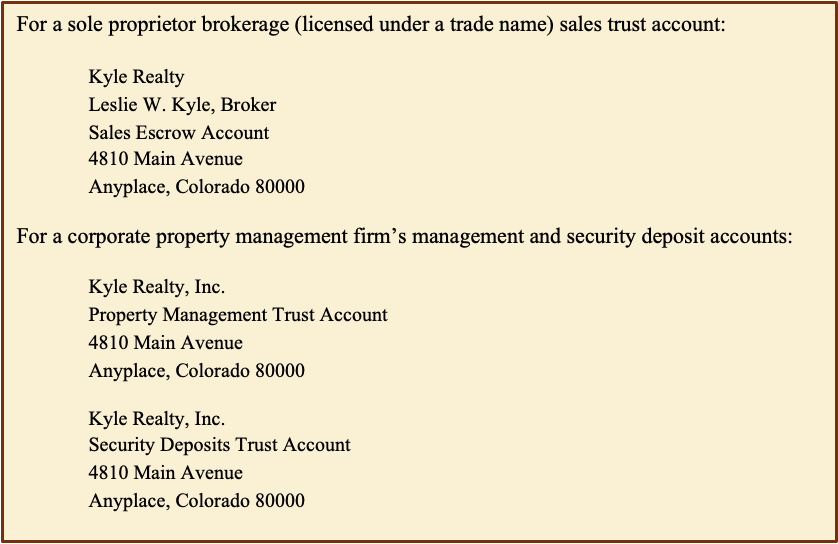 For a sole proprietor brokerage (licensed under a trade name) sales trust account:
Kyle Realty
Leslie W. Kyle, Broker
Sales Escrow Account
4810 Main Avenue
Anyplace, Colorado 80000
For a corporate property management firm’s management and security deposit accounts:
Kyle Realty, Inc.
Property Management Trust Account
4810 Main Avenue
Anyplace, Colorado 80000
Kyle Realty, Inc.
Security Deposits Trust Account
4810 Main Avenue
Anyplace, Colorado 80000